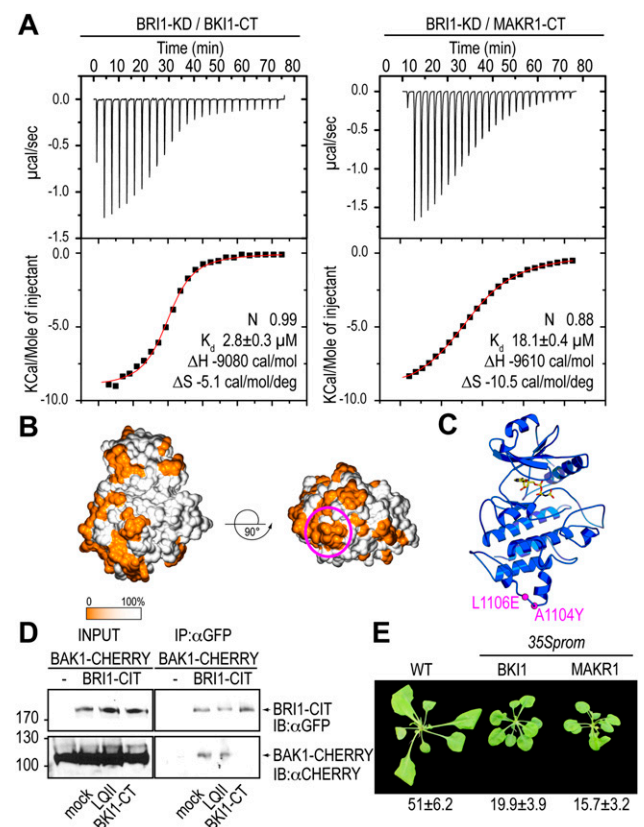 A
BRI1-KD / BKI1-CT
Time (min)
0 10 20 30 40 50 60 70 80
µcal/sec
0.0
-0.5
-1.0
-1.5
KCal/Mole of injectant
0.0
-5.0
-10.0
N 0.99
Kd 2.8±0.3 µM
ΔH -9080 cal/mol
ΔS -5.1 cal/mol/deg
BRI1-KD / MAKR1-CT
Time (min)
10 0 10 20 30 40 50 60 70 80
µcal/sec
0.0
-0.5
-1.0
-1.5
KCal/Mole of injectant
0.0
-5.0
-10.0
N 0.88
Kd 18.1±0.4 µM
ΔH -9610 cal/mol
ΔS -10.5 cal/mol/deg
B
90°
0 100%
C
L1106E
A1104Y
D
INPUT IP:αGFP
BAK1-CHERRY BAK1-CHERRY
- BRI1-CIT - BRI1-CIT
170
BRI1-CIT
IB:αGFP
130
100
BAK1-CHERRY
IB:αCHERRY
mock LQII BKI1-CT mock LQII BKI1-CT
E
35Sprom
WT BKI1 MAKR1
51±6.2 19.9±3.9 15.7±3.2